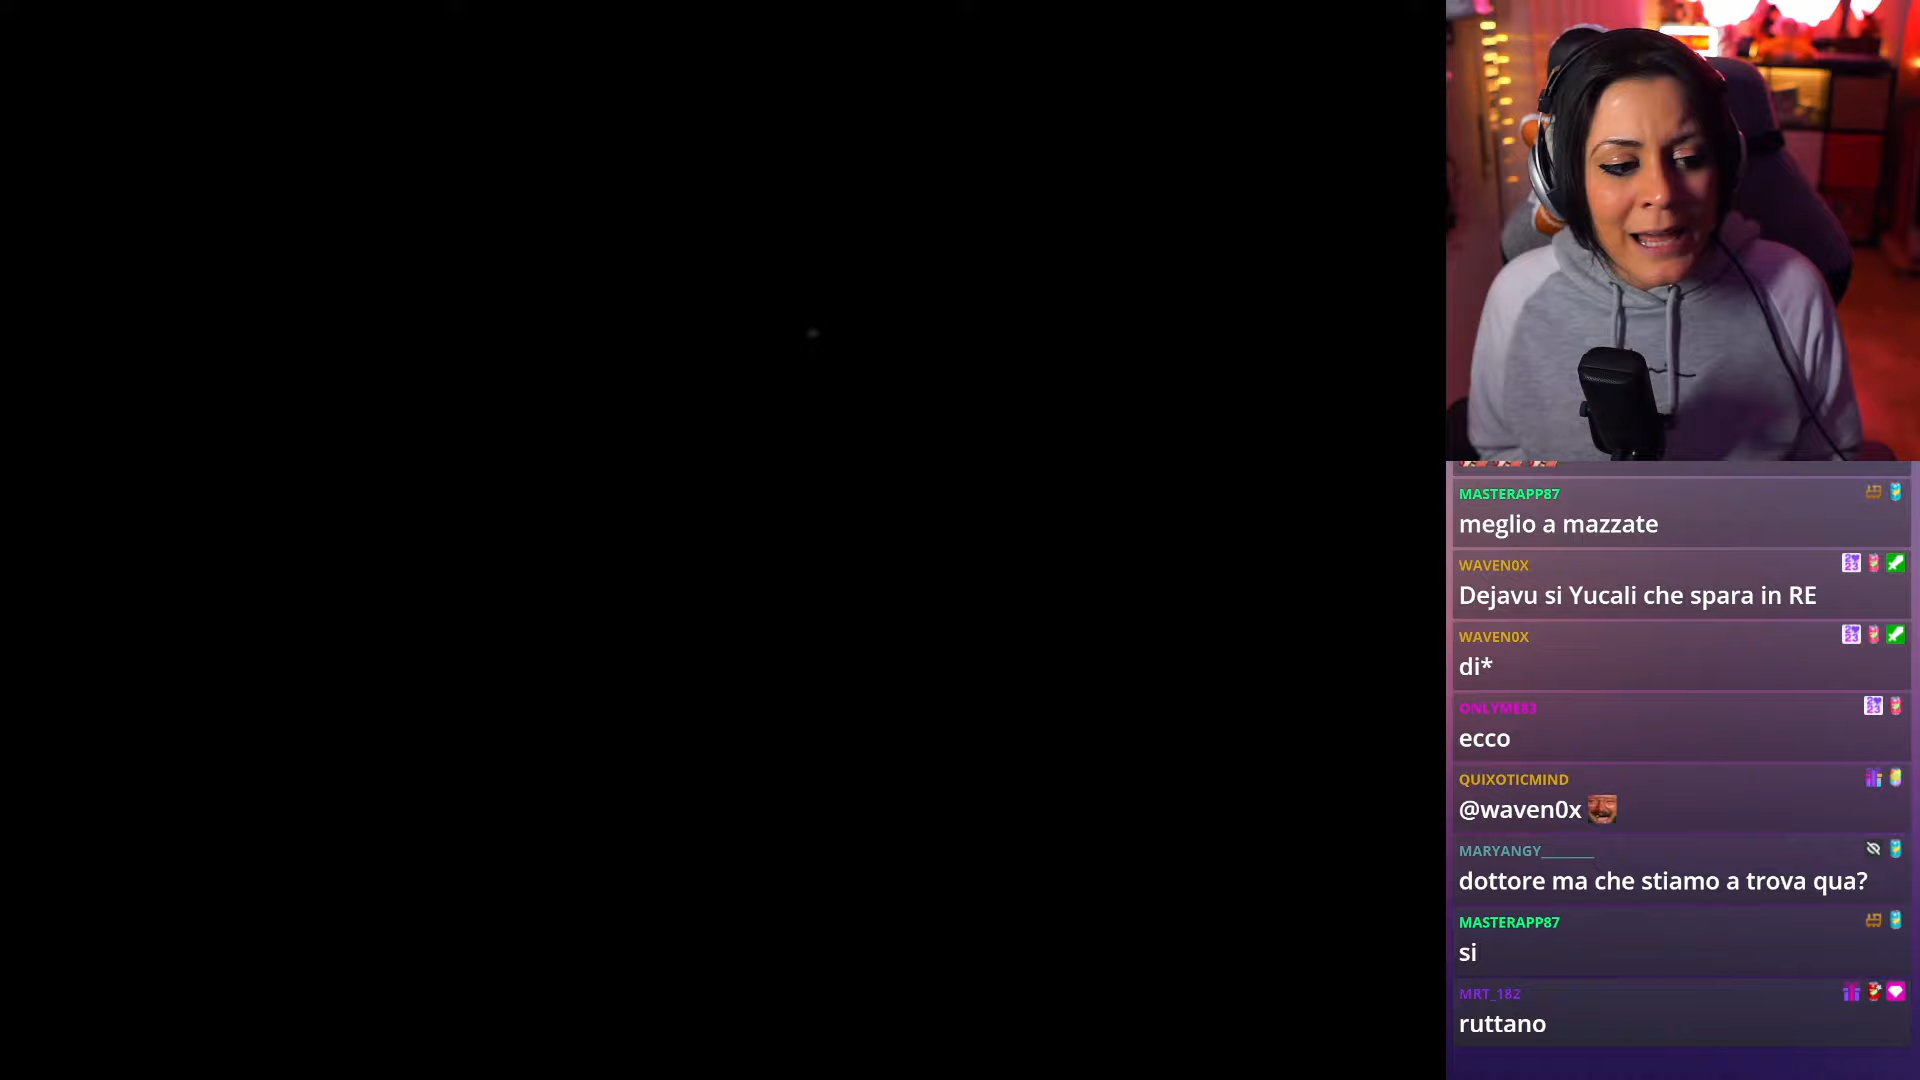 MASTERAPP87
meglio a mazzate
WAVEN0X
Dejavu si Yucali che spara in RE
WAVEN0X
di*
ONLYME83
ecco
QUIXOTICMIND
@waven0x
MARYANGY________
dottore ma che stiamo a trova qua?
MASTERAPP87
si
MRT_182
ruttano